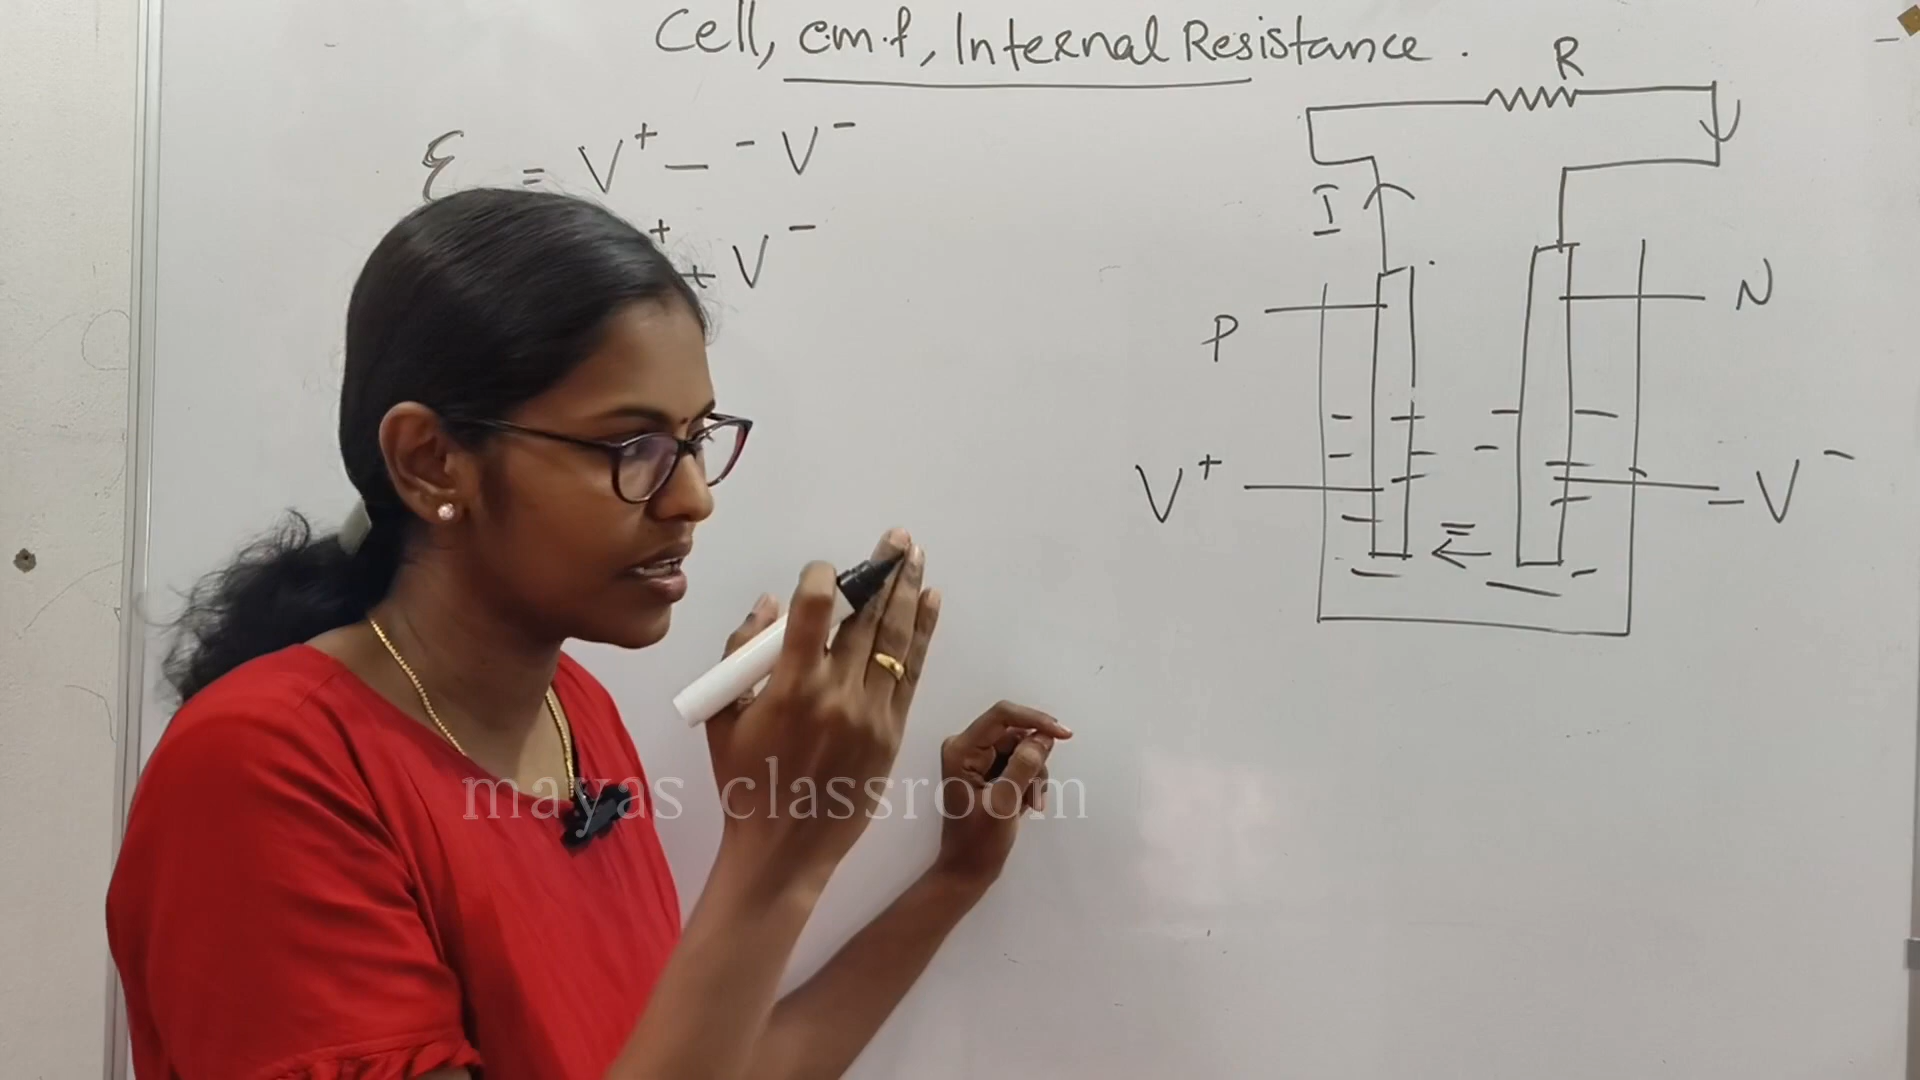 Cell, e.m.f, Internal Resistance.
R
ε = V⁺ - -V⁻
I
⁺ + V⁻
P
N
V⁺
-V⁻
mayas classroom